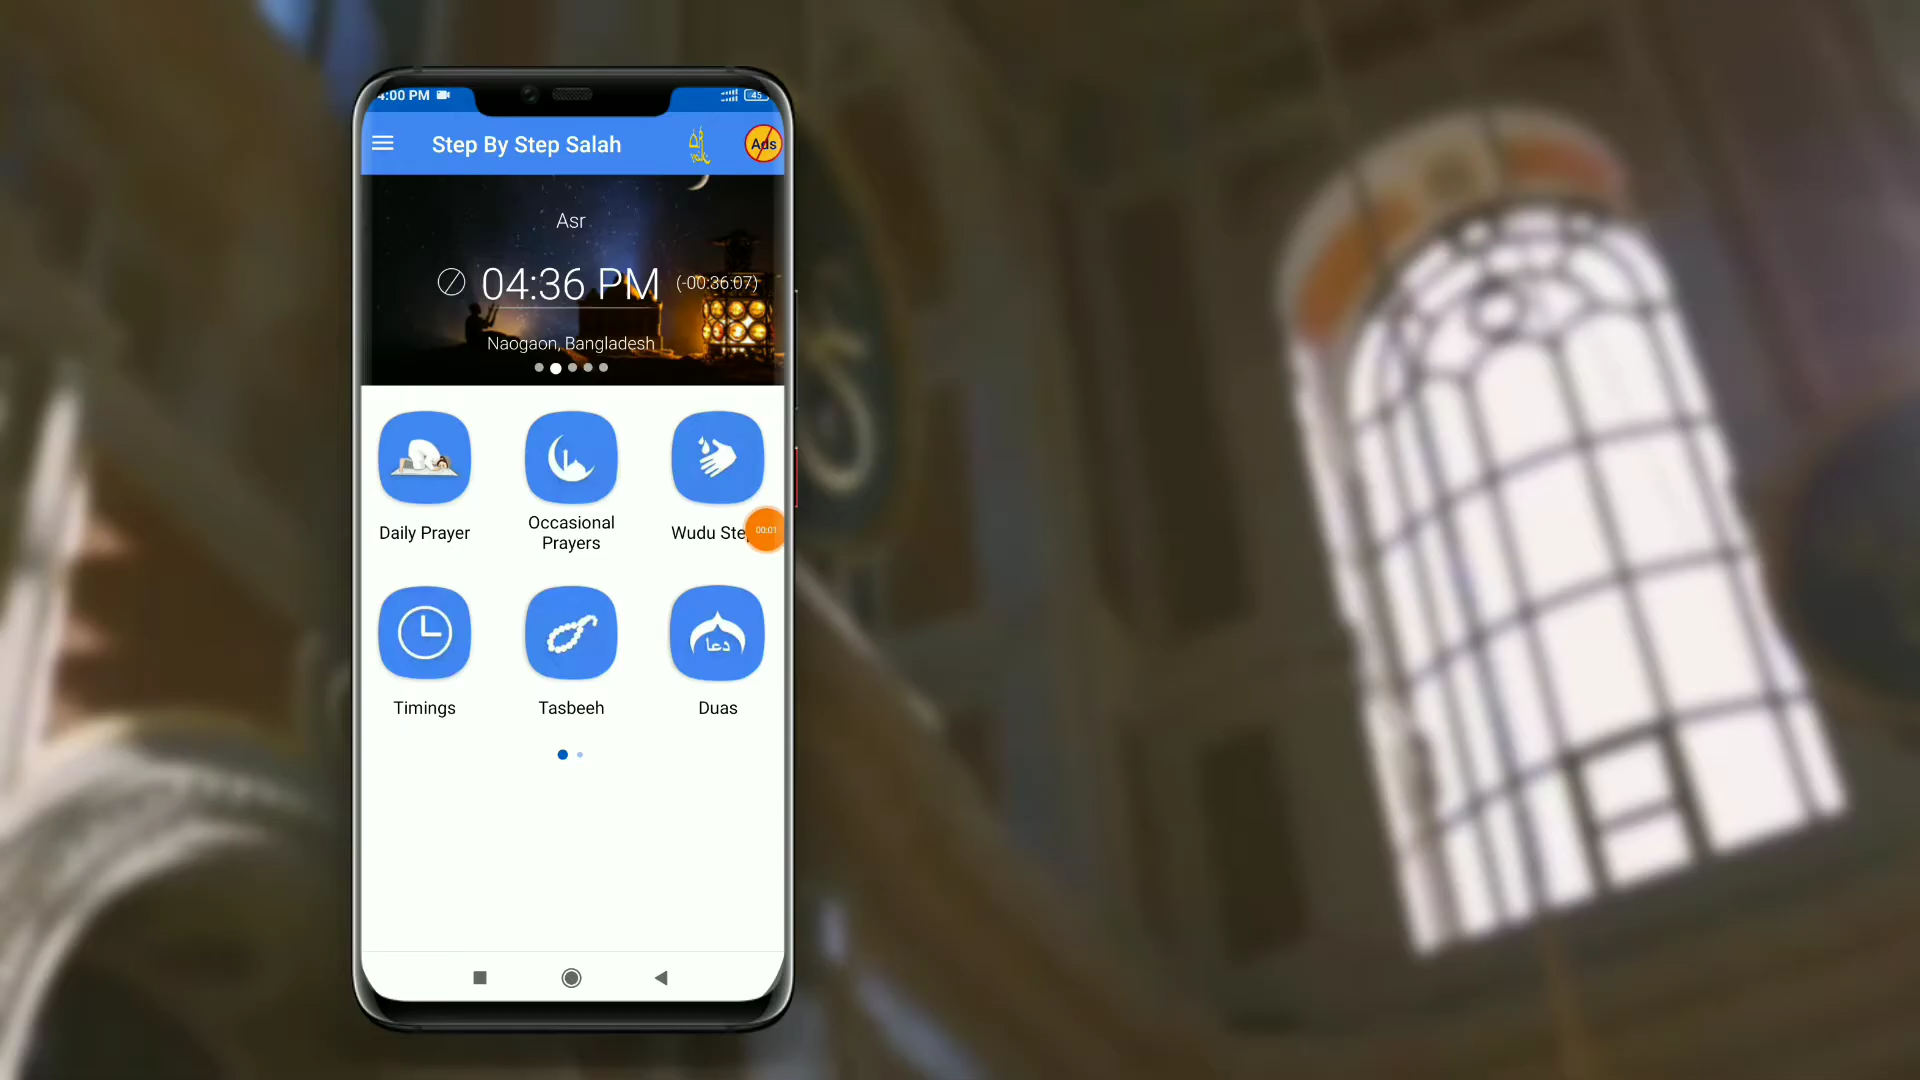 4:00 PM
45
Step By Step Salah
Ads
Asr
04:36 PM (-00:36:07)
Naogaon, Bangladesh
Daily Prayer
Occasional
Prayers
Wudu Ste
00:01
دعا
Timings
Tasbeeh
Duas